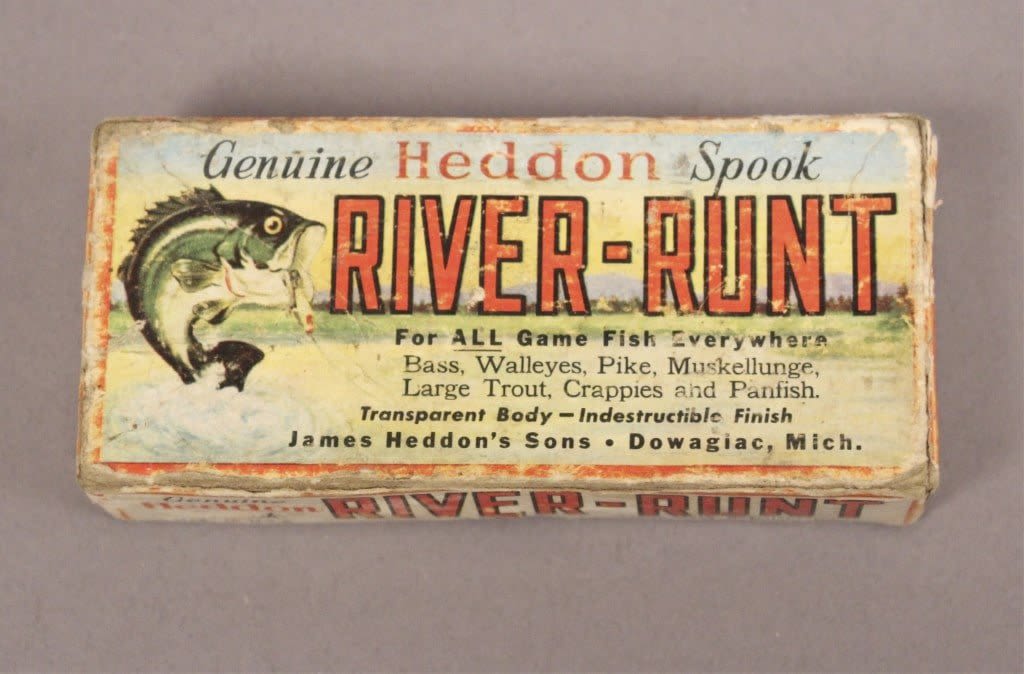 Genuine Heddon Spook
RIVER-RUNT
For ALL Game Fish Everywhere
Bass, Walleyes, Pike, Muskellunge,
Large Trout, Crappies and Panfish.
Transparent Body — Indestructible Finish
James Heddon's Sons • Dowagiac, Mich.
Genuine
Heddon RIVER-RUNT